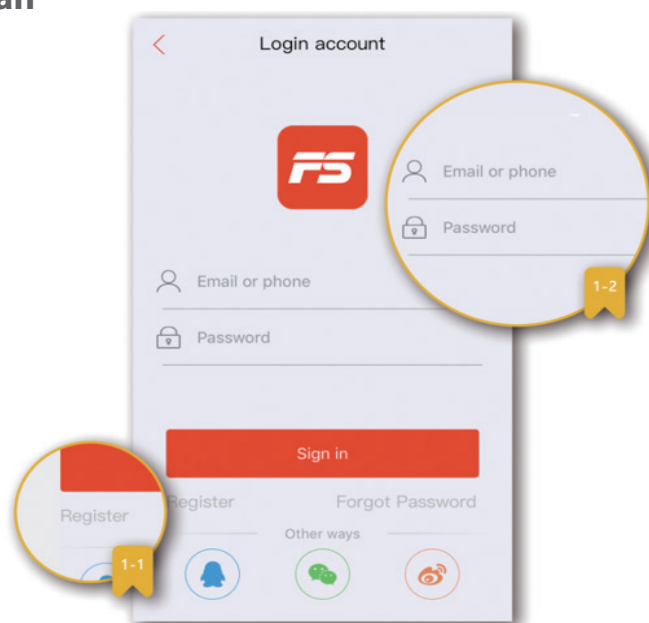 Login account
FS
Email or phone
Password
Email or phone
Password
1-2
Sign in
Register
Forgot Password
Register
Other ways
1-1